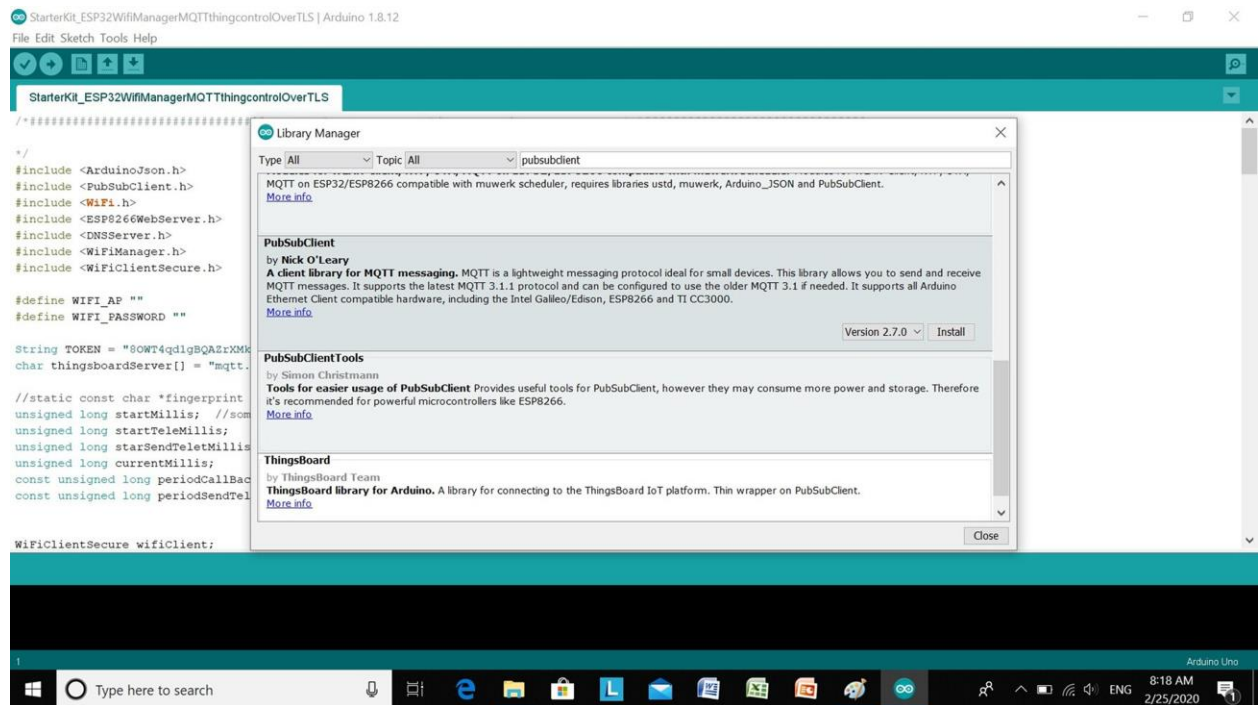 StarterKit_ESP32WifiManagerMQTTthingcontrolOverTLS | Arduino 1.8.12
File Edit Sketch Tools Help
StarterKit_ESP32WifiManagerMQTTthingcontrolOverTLS
*/
#include <ArduinoJson.h>
#include <PubSubClient.h>
#include <WiFi.h>
#include <ESP8266WebServer.h>
#include <DNSServer.h>
#include <WiFiManager.h>
#include <WiFiClientSecure.h>
#define WIFI_AP ""
#define WIFI_PASSWORD ""
String TOKEN =
char thingsboardServer[] = "mqtt.
//static const char *fingerprint
unsigned long startMillis; //som
unsigned long startTeleMillis;
unsigned long starSendTeletMillis
unsigned long currentMillis;
const unsigned long periodCallBac
const unsigned long periodSendTel
WiFiClientSecure wifiClient;
Library Manager
Type All Topic All pubsubclient
MQTT on ESP32/ESP8266 compatible with muwerk scheduler, requires libraries ustd, muwerk, Arduino_JSON and PubSubClient.
More info
PubSubClient
by Nick O'Leary
A client library for MQTT messaging. MQTT is a lightweight messaging protocol ideal for small devices. This library allows you to send and receive
MQTT messages. It supports the latest MQTT 3.1.1 protocol and can be configured to use the older MQTT 3.1 if needed. It supports all Arduino
Ethernet Client compatible hardware, including the Intel Galileo/Edison, ESP8266 and TI CC3000.
More info
Version 2.7.0 Install
PubSubClientTools
by Simon Christmann
Tools for easier usage of PubSubClient Provides useful tools for PubSubClient, however they may consume more power and storage. Therefore
it's recommended for powerful microcontrollers like ESP8266.
More info
ThingsBoard
by ThingsBoard Team
ThingsBoard library for Arduino. A library for connecting to the ThingsBoard IoT platform. Thin wrapper on PubSubClient.
More info
Close
1
Arduino Uno
Type here to search
ENG
8:18 AM
2/25/2020